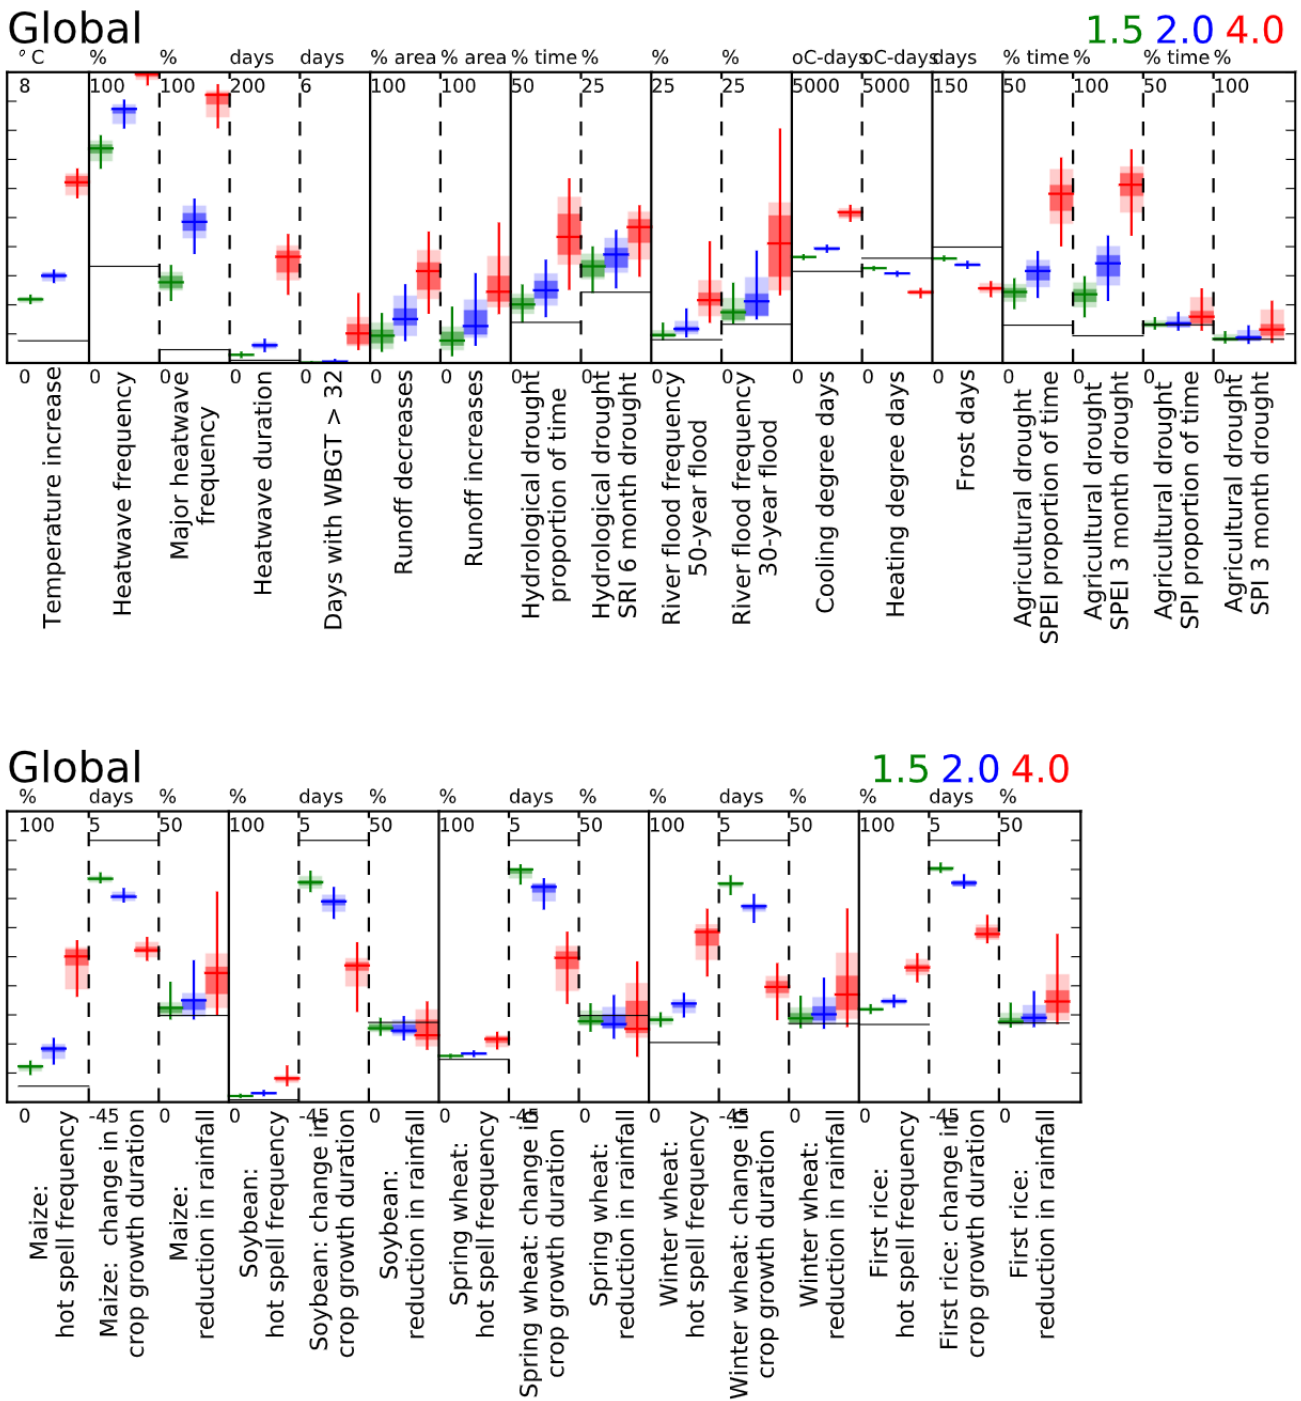 Global
1.5 2.0 4.0
° C % % days days % area % area % time % % % oC-days oC-days days % time % % time %
8 100 100 200 6 100 100 50 25 25 25 5000 5000 150 50 100 50 100
0 0 0 0 0 0 0 0 0 0 0 0 0 0 0 0 0 0
Temperature increase
Heatwave frequency
Major heatwave
frequency
Heatwave duration
Days with WBGT > 32
Runoff decreases
Runoff increases
Hydrological drought
proportion of time
Hydrological drought
SRI 6 month drought
River flood frequency
50-year flood
River flood frequency
30-year flood
Cooling degree days
Heating degree days
Frost days
Agricultural drought
SPEI proportion of time
Agricultural drought
SPEI 3 month drought
Agricultural drought
SPI proportion of time
Agricultural drought
SPI 3 month drought
Global
1.5 2.0 4.0
% days % % days % % days % % days % % days %
100 5 50 100 5 50 100 5 50 100 5 50 100 5 50
0 -45 0 0 -45 0 0 -45 0 0 -45 0 0 -45 0
Maize:
hot spell frequency
Maize: change in
crop growth duration
Maize:
reduction in rainfall
Soybean:
hot spell frequency
Soybean: change in
crop growth duration
Soybean:
reduction in rainfall
Spring wheat:
hot spell frequency
Spring wheat: change in
crop growth duration
Spring wheat:
reduction in rainfall
Winter wheat:
hot spell frequency
Winter wheat: change in
crop growth duration
Winter wheat:
reduction in rainfall
First rice:
hot spell frequency
First rice: change in
crop growth duration
First rice:
reduction in rainfall